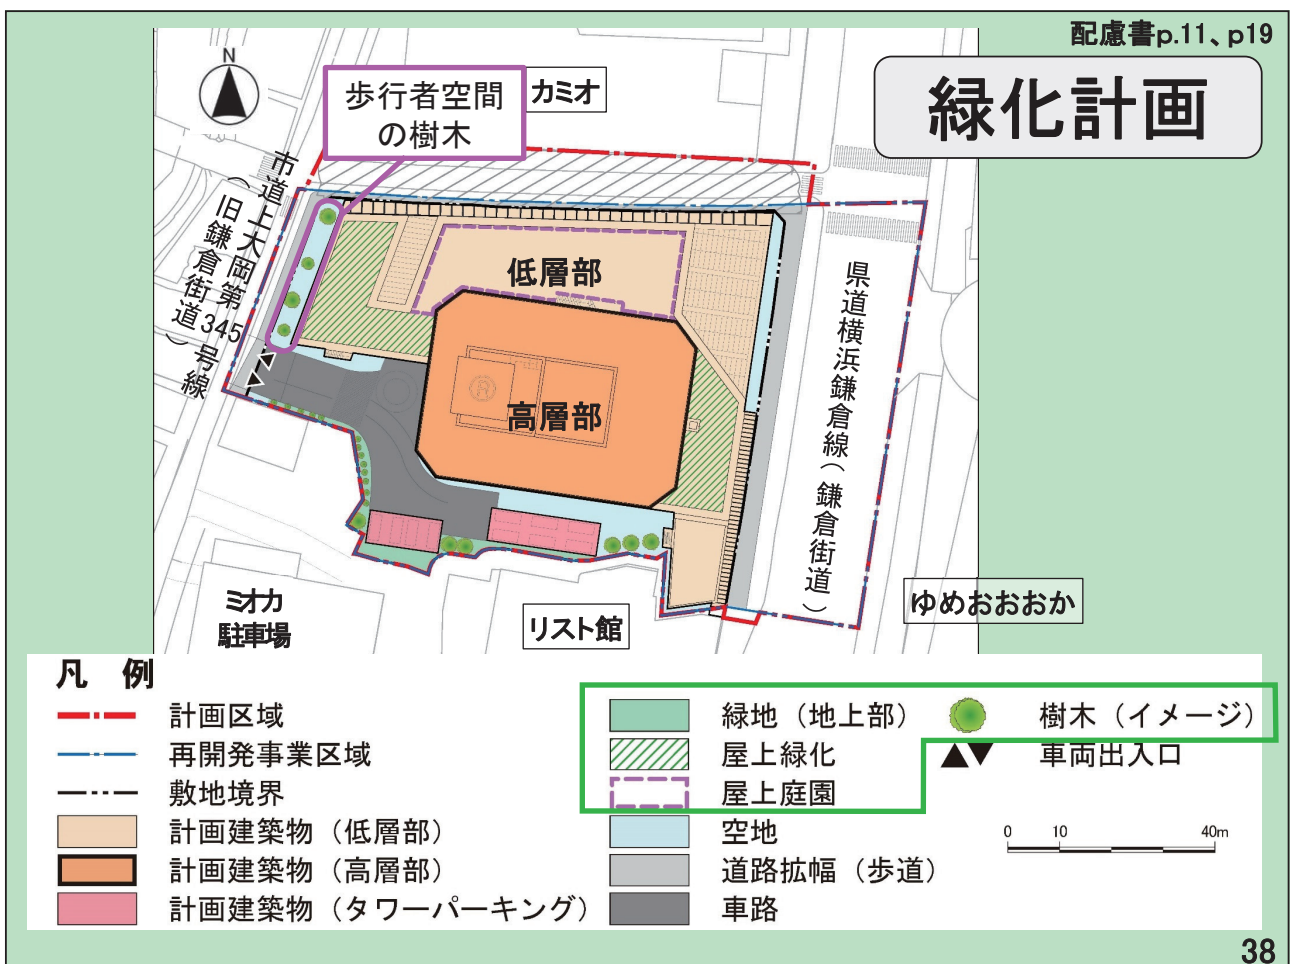 配慮書p.11、p19
緑化計画
N
歩行者空間
の樹木
カミオ
市道上大岡第345号線
（旧鎌倉街道）
低層部
高層部
県道横浜鎌倉線（鎌倉街道）
ミオカ
駐車場
リスト館
ゆめおおおか
凡　例
計画区域
再開発事業区域
敷地境界
計画建築物（低層部）
計画建築物（高層部）
計画建築物（タワーパーキング）
緑地（地上部）
屋上緑化
屋上庭園
空地
道路拡幅（歩道）
車路
樹木（イメージ）
車両出入口
0 10 40m
38